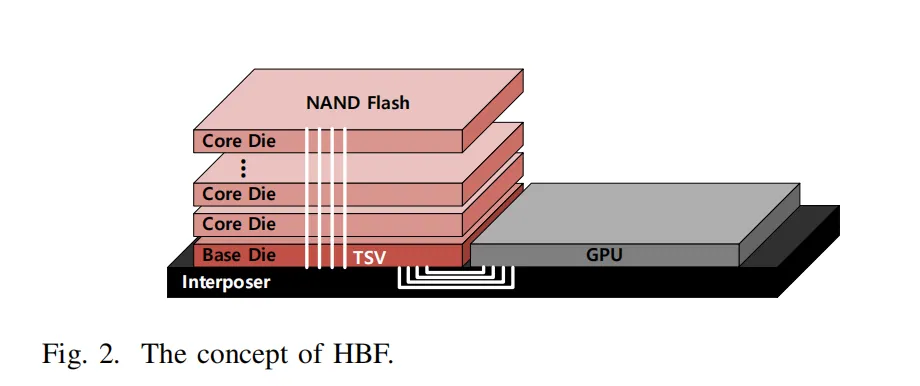 NAND Flash
Core Die
⋮
Core Die
Core Die
Base Die TSV GPU
Interposer
Fig. 2. The concept of HBF.